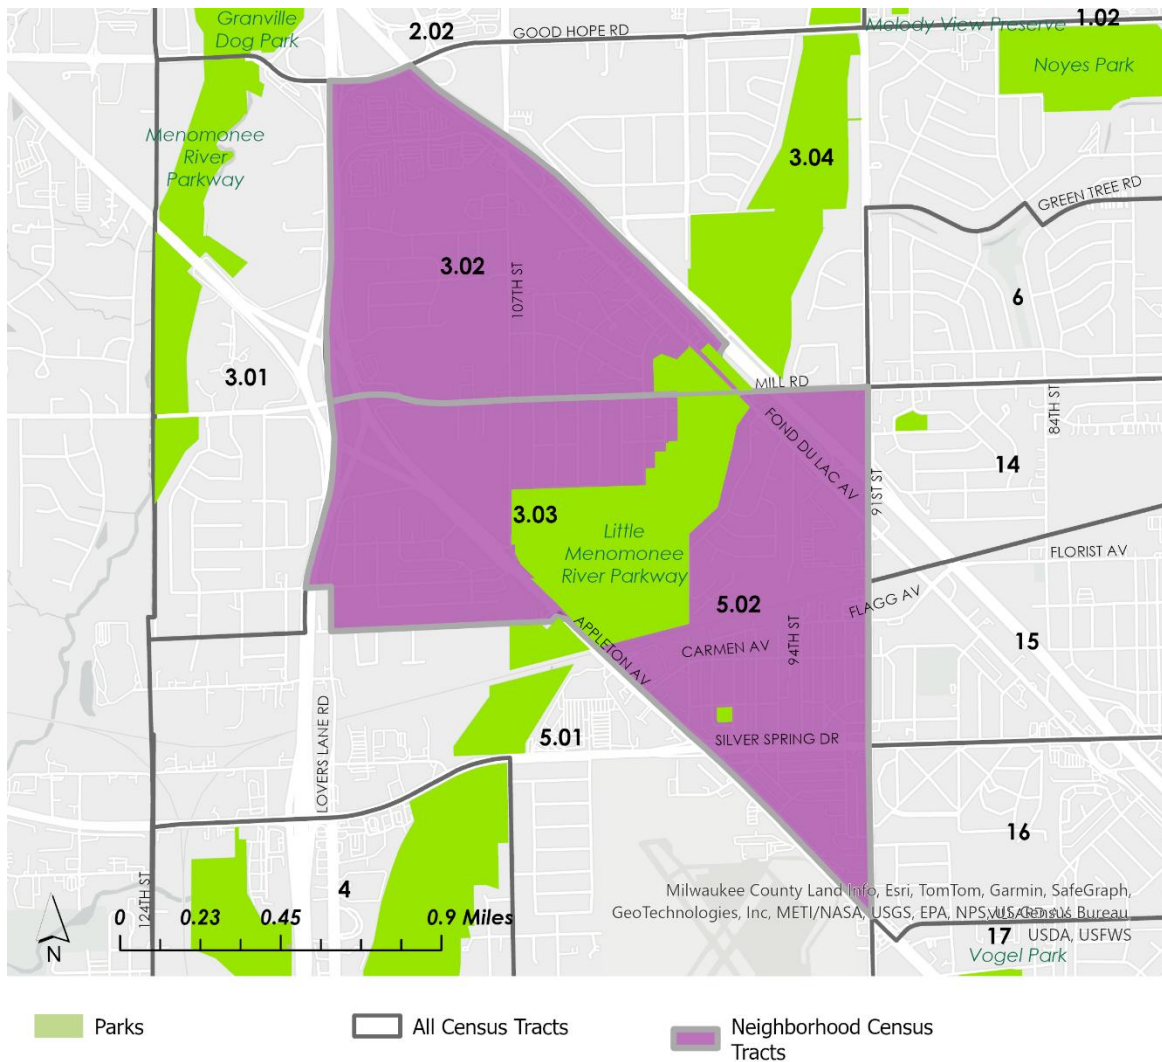 Granville
Dog Park
2.02
GOOD HOPE RD
Melody View Preserve
1.02
Noyes Park
Menomonee
River
Parkway
3.04
GREEN TREE RD
3.02
107TH ST
6
3.01
MILL RD
84TH ST
FOND DU LAC AV
14
91ST ST
3.03
Little
Menomonee
River Parkway
FLORIST AV
5.02
FLAGG AV
APPLETON AV
CARMEN AV
94TH ST
15
LOVERS LANE RD
5.01
SILVER SPRING DR
16
124TH ST
4
0 0.23 0.45 0.9 Miles
N
Milwaukee County Land Info, Esri, TomTom, Garmin, SafeGraph,
GeoTechnologies, Inc, METI/NASA, USGS, EPA, NPS, US Census Bureau,
USDA, USFWS
17
Vogel Park
Parks
All Census Tracts
Neighborhood Census
Tracts